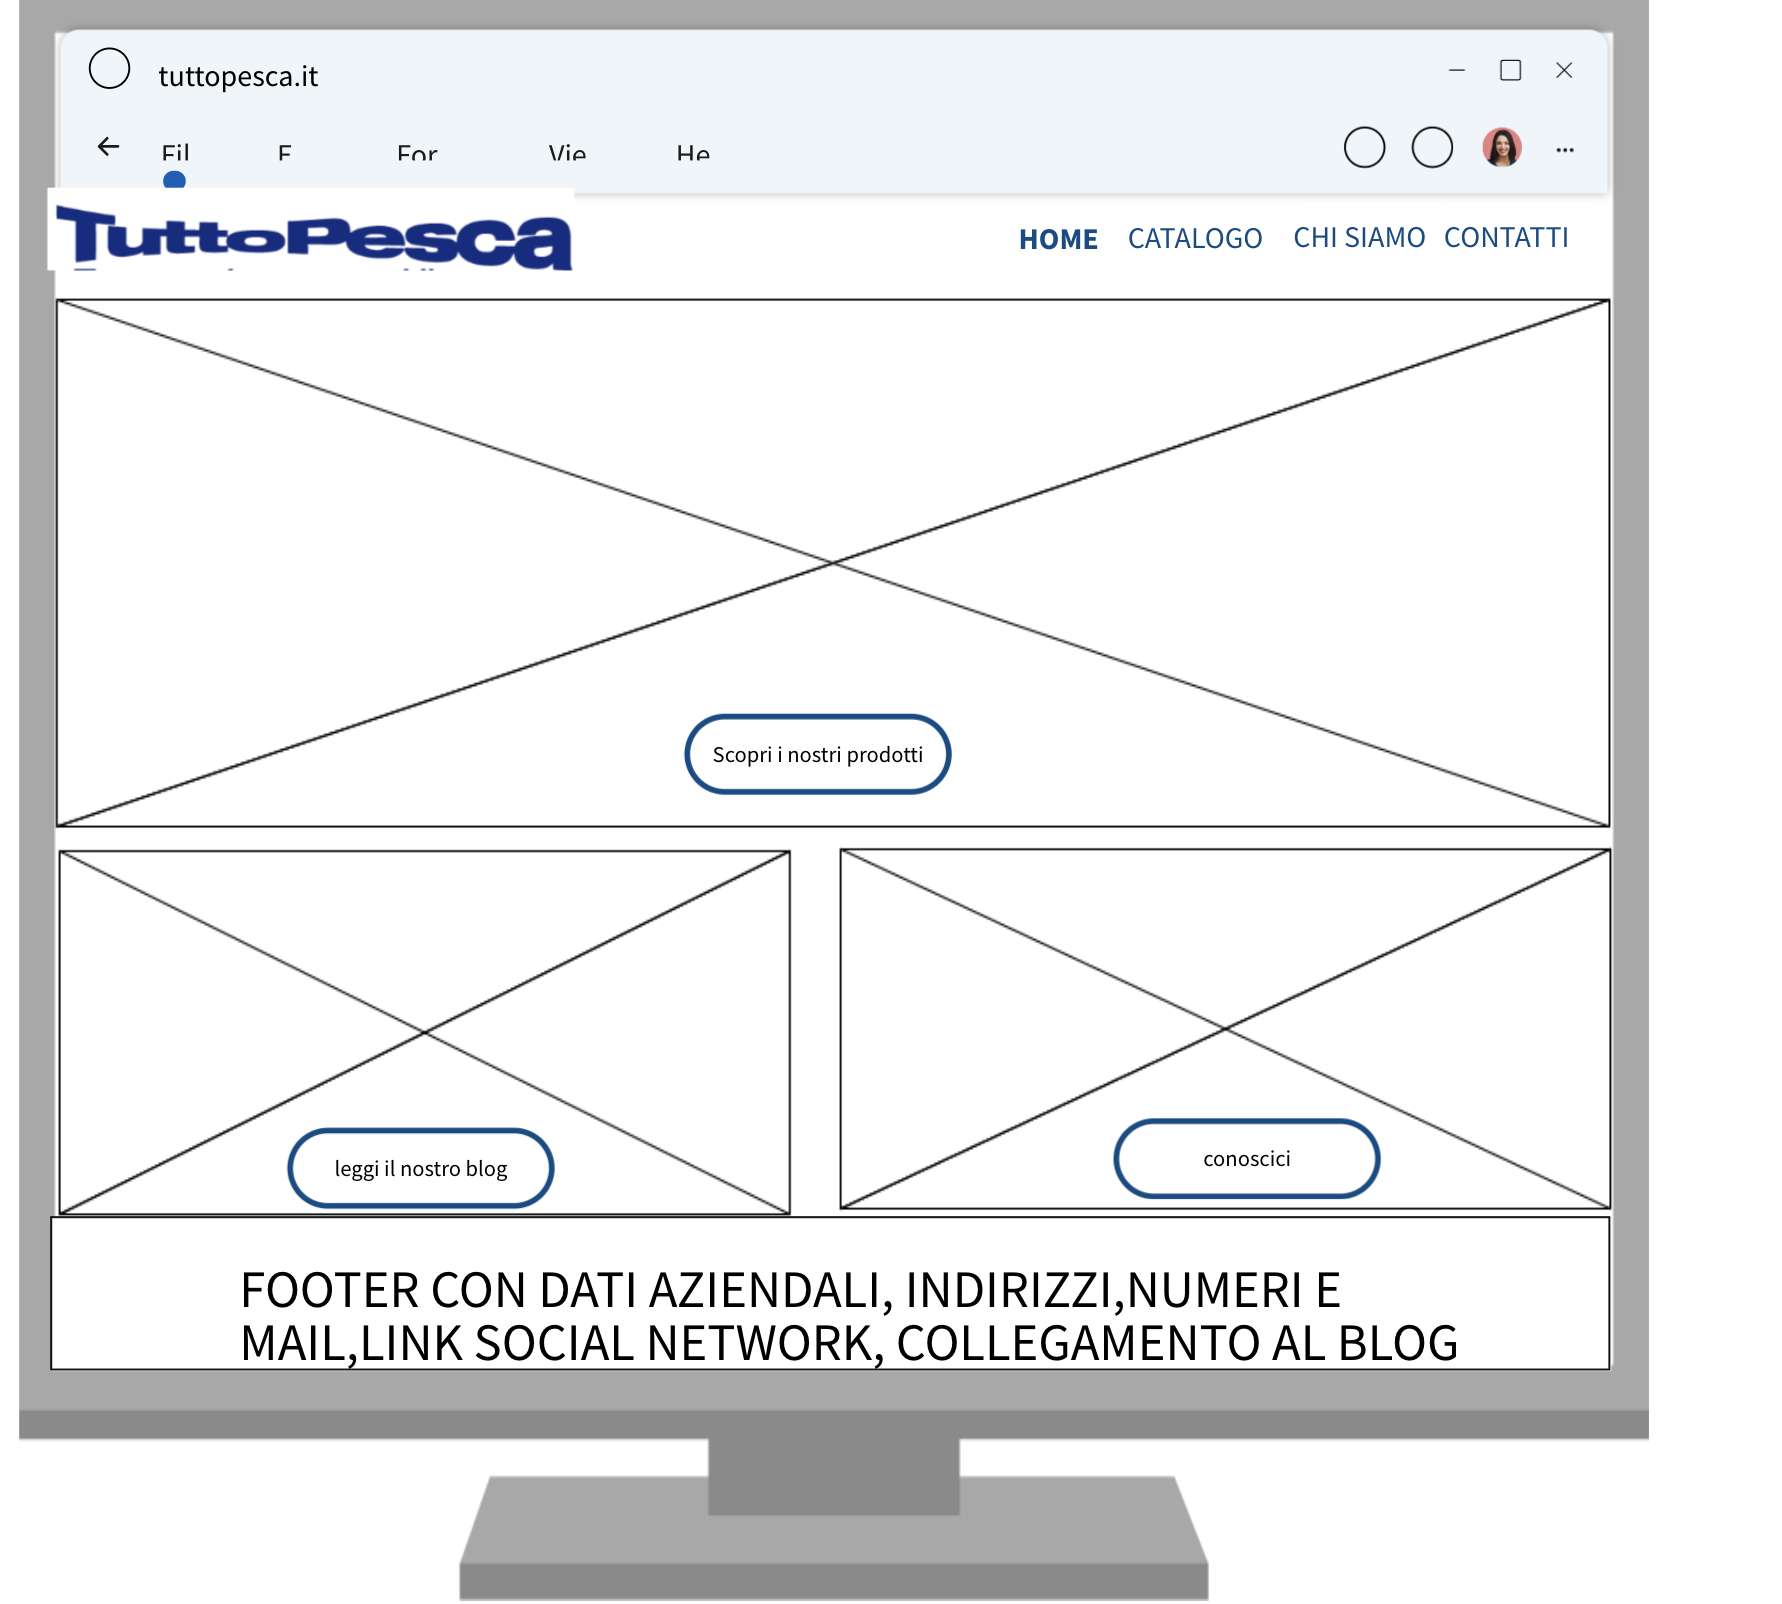 tuttopesca.it
Fil E For Vie He
TuttoPesca
HOME CATALOGO CHI SIAMO CONTATTI
Scopri i nostri prodotti
leggi il nostro blog
conoscici
FOOTER CON DATI AZIENDALI, INDIRIZZI,NUMERI E
MAIL,LINK SOCIAL NETWORK, COLLEGAMENTO AL BLOG